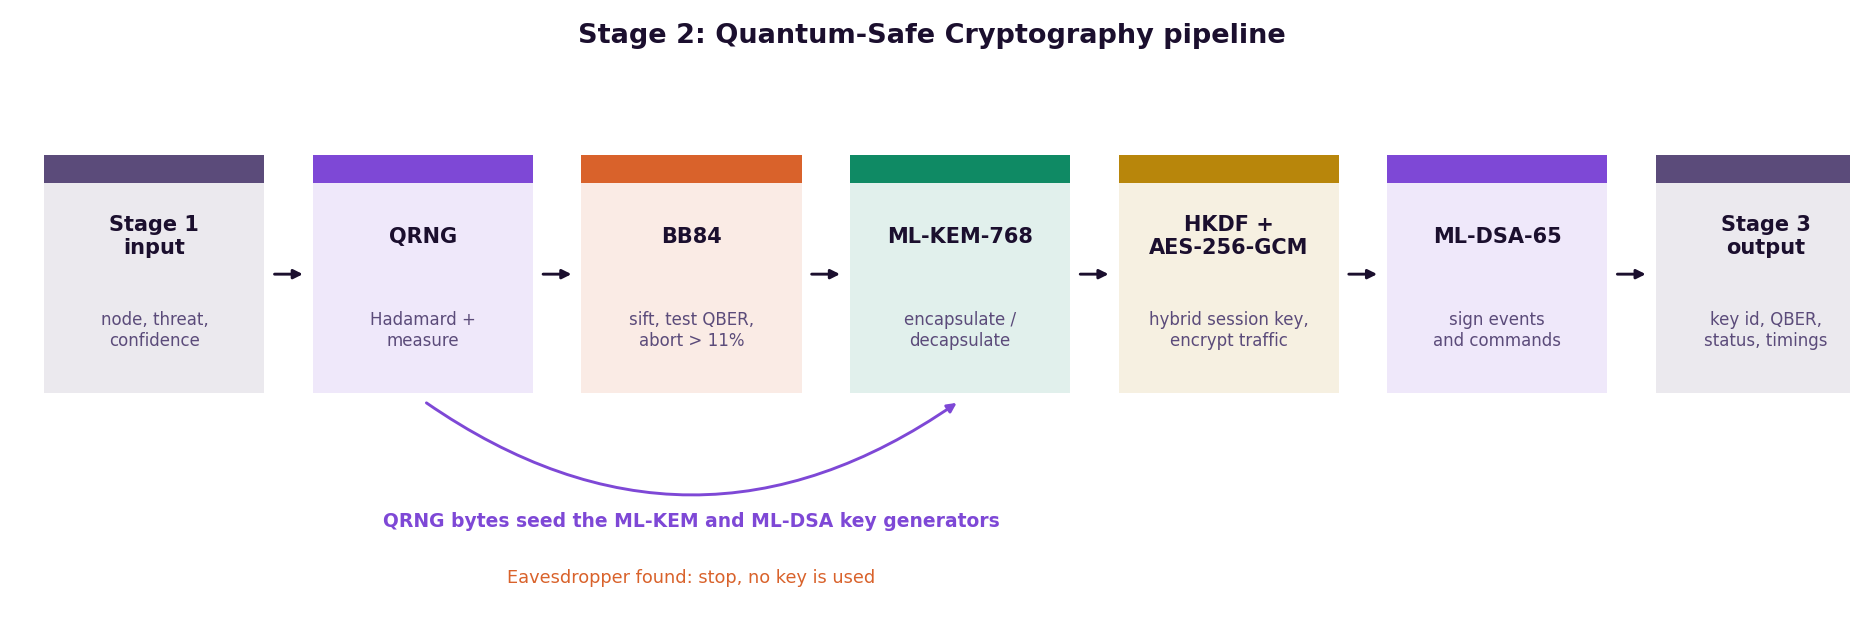 Stage 2: Quantum-Safe Cryptography pipeline
Stage 1
input
node, threat,
confidence
QRNG
Hadamard +
measure
BB84
sift, test QBER,
abort > 11%
ML-KEM-768
encapsulate /
decapsulate
HKDF +
AES-256-GCM
hybrid session key,
encrypt traffic
ML-DSA-65
sign events
and commands
Stage 3
output
key id, QBER,
status, timings
QRNG bytes seed the ML-KEM and ML-DSA key generators
Eavesdropper found: stop, no key is used